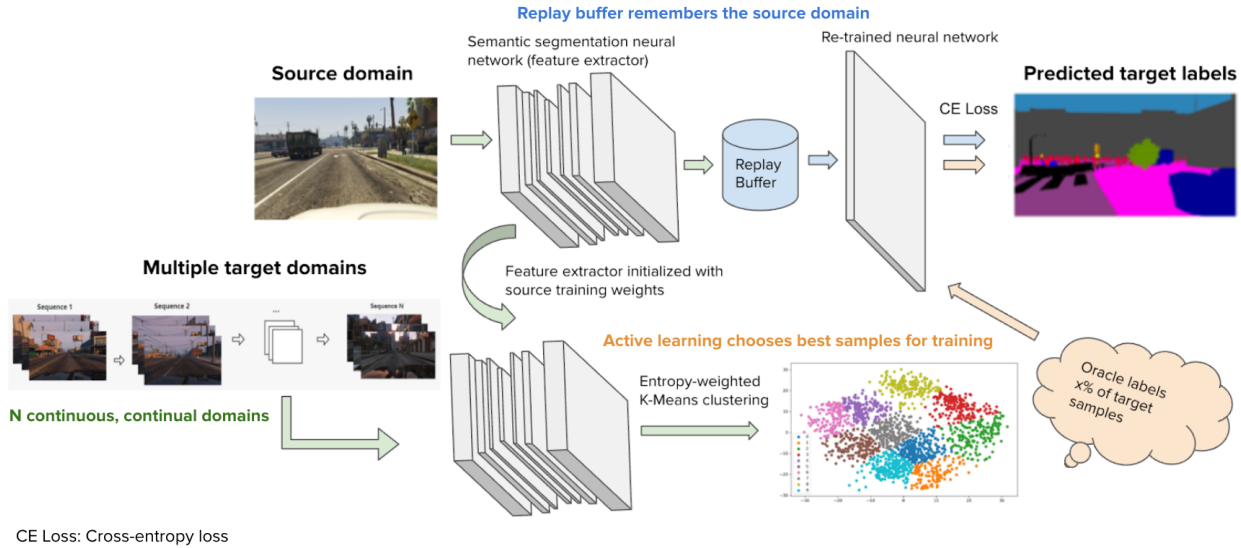 Replay buffer remembers the source domain
Semantic segmentation neural
network (feature extractor)
Re-trained neural network
Source domain
Predicted target labels
CE Loss
Replay
Buffer
Feature extractor initialized with
source training weights
Multiple target domains
Sequence 1
Sequence 2
...
Sequence N
N continuous, continual domains
Active learning chooses best samples for training
Entropy-weighted
K-Means clustering
Oracle labels
x% of target
samples
CE Loss: Cross-entropy loss